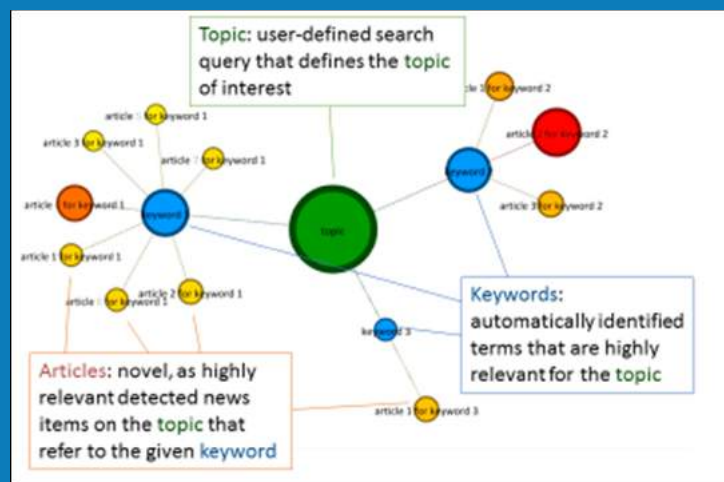 Topic: user-defined search
query that defines the topic
of interest
article for keyword 1
article 3 for keyword 1
article for keyword 1
article for keyword 1
article 1 for keyword 1
article for keyword 1
article 2 for keyword 1
keyword
topic
keyword
article 1 for keyword 2
article for keyword 2
article 3 for keyword 2
keyword 3
article 1 for keyword 3
Keywords:
automatically identified
terms that are highly
relevant for the topic
Articles: novel, as highly
relevant detected news
items on the topic that
refer to the given keyword